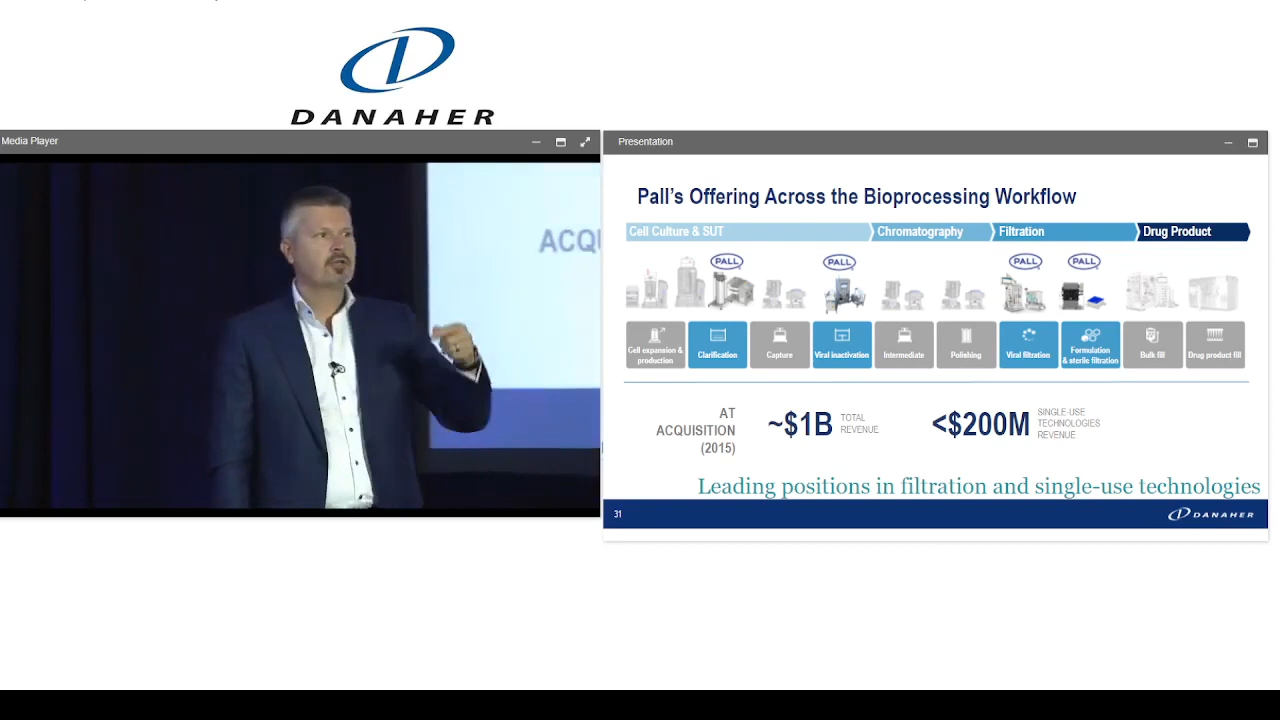 DANAHER
Media Player
ACQU
Presentation
Pall's Offering Across the Bioprocessing Workflow
Cell Culture & SUT
Chromatography
Filtration
Drug Product
PALL
PALL
PALL
PALL
Cell expansion &
production
Clarification
Capture
Viral inactivation
Intermediate
Polishing
Viral filtration
Formulation
& sterile filtration
Bulk fill
Drug product fill
AT
ACQUISITION
(2015)
~$1B
TOTAL
REVENUE
<$200M
SINGLE-USE
TECHNOLOGIES
REVENUE
Leading positions in filtration and single-use technologies
31
DANAHER